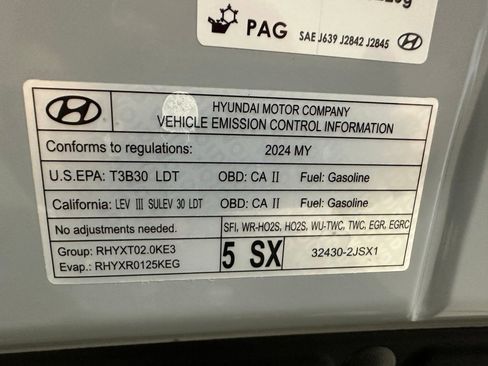 PAG
SAE J639 J2842 J2845
HYUNDAI MOTOR COMPANY
VEHICLE EMISSION CONTROL INFORMATION
Conforms to regulations: 2024 MY
U.S.EPA: T3B30 LDT OBD: CA II Fuel: Gasoline
California: LEV III SULEV 30 LDT OBD: CA II Fuel: Gasoline
No adjustments needed. SFI, WR-HO2S, HO2S, WU-TWC, TWC, EGR, EGRC
Group: RHYXT02.0KE3
Evap.: RHYXR0125KEG
5 SX
32430-2JSX1